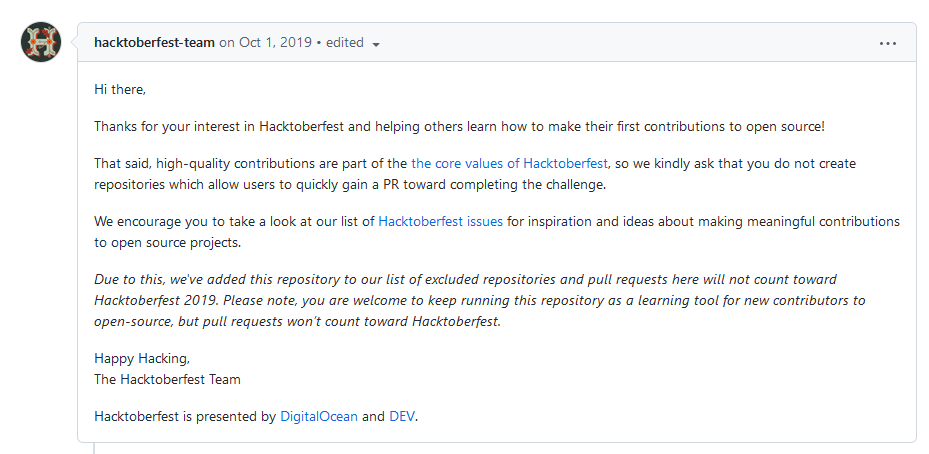 hacktoberfest-team on Oct 1, 2019 • edited
Hi there,
Thanks for your interest in Hacktoberfest and helping others learn how to make their first contributions to open source!
That said, high-quality contributions are part of the the core values of Hacktoberfest, so we kindly ask that you do not create
repositories which allow users to quickly gain a PR toward completing the challenge.
We encourage you to take a look at our list of Hacktoberfest issues for inspiration and ideas about making meaningful contributions
to open source projects.
Due to this, we've added this repository to our list of excluded repositories and pull requests here will not count toward
Hacktoberfest 2019. Please note, you are welcome to keep running this repository as a learning tool for new contributors to
open-source, but pull requests won't count toward Hacktoberfest.
Happy Hacking,
The Hacktoberfest Team
Hacktoberfest is presented by DigitalOcean and DEV.